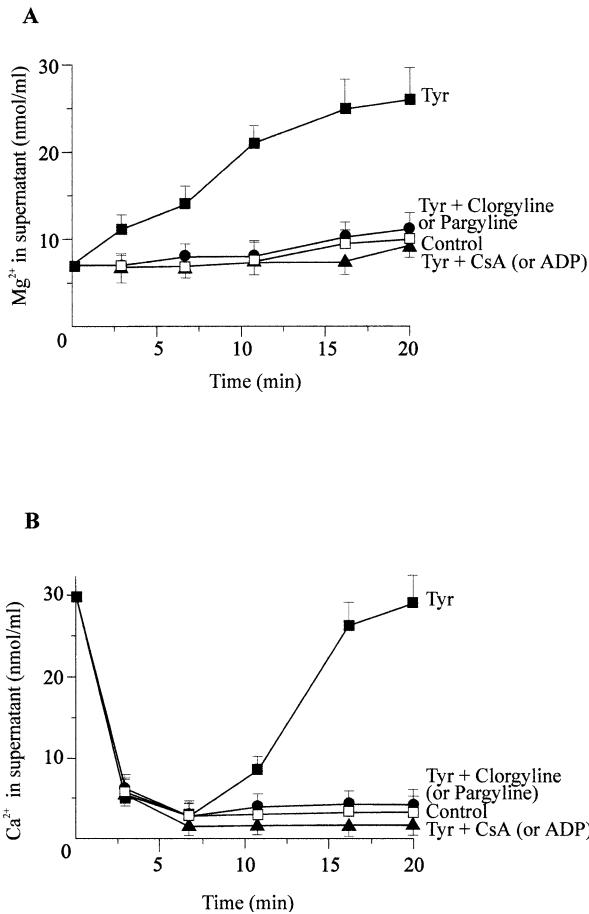 A
Mg²⁺ in supernatant (nmol/ml)
30
20
10
0
5
10
15
20
Time (min)
Tyr
Tyr + Clorgyline
or Pargyline
Control
Tyr + CsA (or ADP)
B
Ca²⁺ in supernatant (nmol/ml)
30
20
10
0
5
10
15
20
Time (min)
Tyr
Tyr + Clorgyline
(or Pargyline)
Control
Tyr + CsA (or ADP)